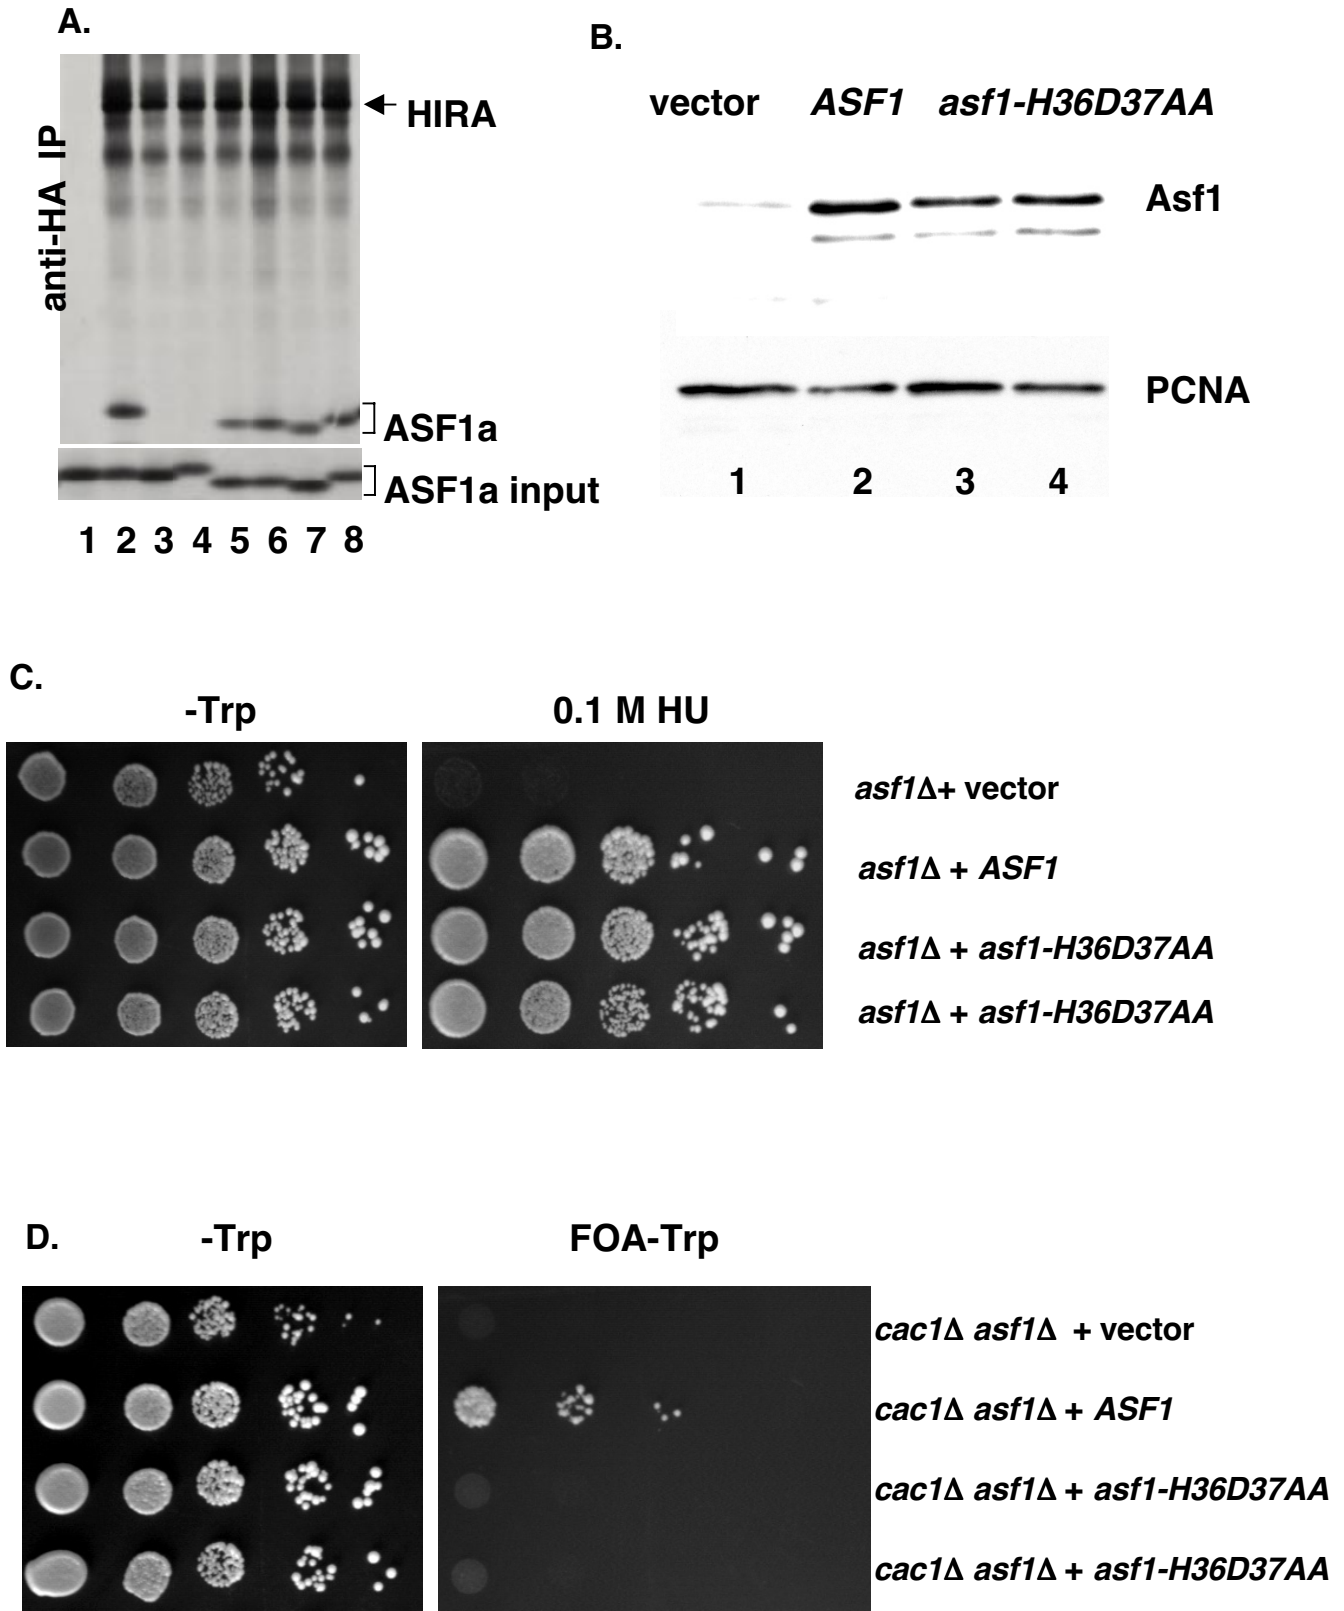 A.
anti-HA IP
HIRA
ASF1a
ASF1a input
1 2 3 4 5 6 7 8
B.
vector ASF1 asf1-H36D37AA
Asf1
PCNA
1 2 3 4
C.
-Trp 0.1 M HU
asf1Δ+ vector
asf1Δ + ASF1
asf1Δ + asf1-H36D37AA
asf1Δ + asf1-H36D37AA
D.
-Trp FOA-Trp
cac1Δ asf1Δ + vector
cac1Δ asf1Δ + ASF1
cac1Δ asf1Δ + asf1-H36D37AA
cac1Δ asf1Δ + asf1-H36D37AA